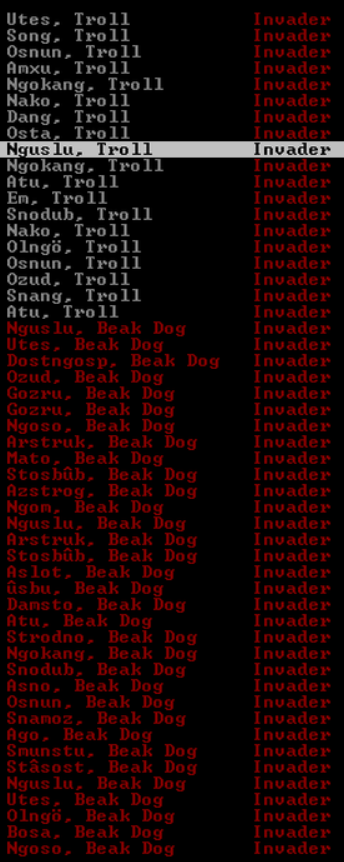 Utes, Troll Invader
Song, Troll Invader
Osnun, Troll Invader
Amxu, Troll Invader
Ngokang, Troll Invader
Nako, Troll Invader
Dang, Troll Invader
Osta, Troll Invader
Nguslu, Troll Invader
Ngokang, Troll Invader
Atu, Troll Invader
Em, Troll Invader
Snodub, Troll Invader
Nako, Troll Invader
Olngö, Troll Invader
Osnun, Troll Invader
Ozud, Troll Invader
Snang, Troll Invader
Atu, Troll Invader
Nguslu, Beak Dog Invader
Utes, Beak Dog Invader
Dostngosp, Beak Dog Invader
Ozud, Beak Dog Invader
Gozru, Beak Dog Invader
Gozru, Beak Dog Invader
Ngoso, Beak Dog Invader
Arstruk, Beak Dog Invader
Mato, Beak Dog Invader
Stosbûb, Beak Dog Invader
Azstrog, Beak Dog Invader
Ngom, Beak Dog Invader
Nguslu, Beak Dog Invader
Arstruk, Beak Dog Invader
Stosbûb, Beak Dog Invader
Aslot, Beak Dog Invader
ûsbu, Beak Dog Invader
Damsto, Beak Dog Invader
Atu, Beak Dog Invader
Strodno, Beak Dog Invader
Ngokang, Beak Dog Invader
Snodub, Beak Dog Invader
Asno, Beak Dog Invader
Osnun, Beak Dog Invader
Snamoz, Beak Dog Invader
Ago, Beak Dog Invader
Smunstu, Beak Dog Invader
Stâsost, Beak Dog Invader
Nguslu, Beak Dog Invader
Utes, Beak Dog Invader
Olngö, Beak Dog Invader
Bosa, Beak Dog Invader
Ngoso, Beak Dog Invader